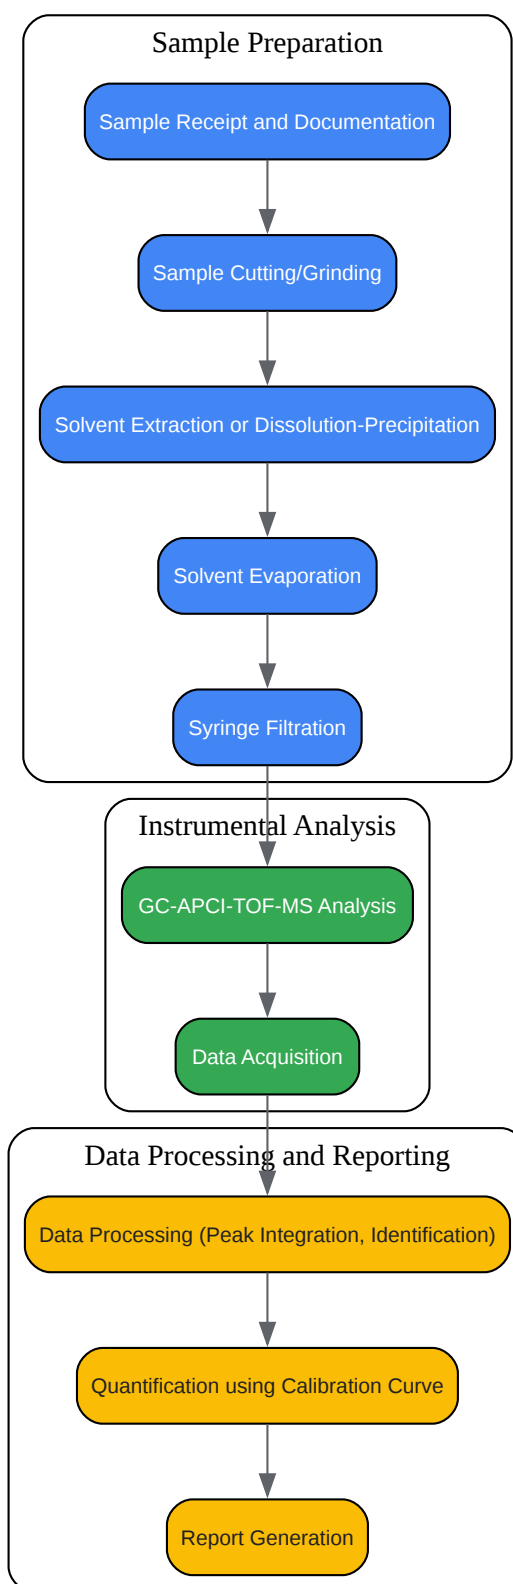 Sample Preparation
Sample Receipt and Documentation
Sample Cutting/Grinding
Solvent Extraction or Dissolution-Precipitation
Solvent Evaporation
Syringe Filtration
Instrumental Analysis
GC-APCI-TOF-MS Analysis
Data Acquisition
Data Processing and Reporting
Data Processing (Peak Integration, Identification)
Quantification using Calibration Curve
Report Generation